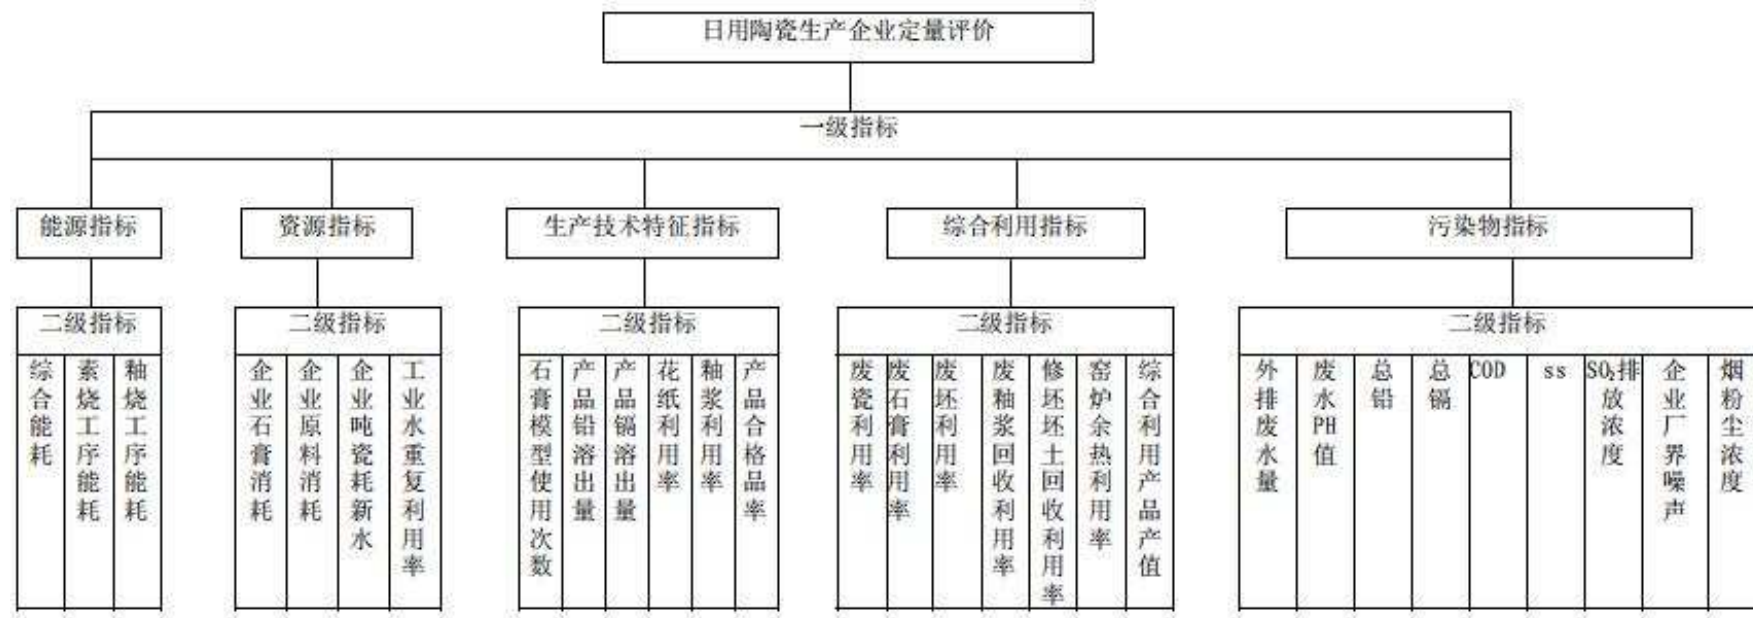 日用陶瓷生产企业定量评价
一级指标
能源指标
资源指标
生产技术特征指标
综合利用指标
污染物指标
二级指标
二级指标
二级指标
二级指标
二级指标
综合能耗
素烧工序能耗
釉烧工序能耗
企业石膏消耗
企业原料消耗
企业吨瓷耗新水
工业水重复利用率
石膏模型使用次数
产品铅溶出量
产品镉溶出量
花纸利用率
釉浆利用率
产品合格品率
废瓷利用率
废石膏利用率
废坯利用率
废釉浆回收利用率
修坯坯土回收利用率
窑炉余热利用率
综合利用产品产值
外排废水量
废水PH值
总铅
总镉
COD
ss
SO₂排放浓度
企业厂界噪声
烟粉尘浓度